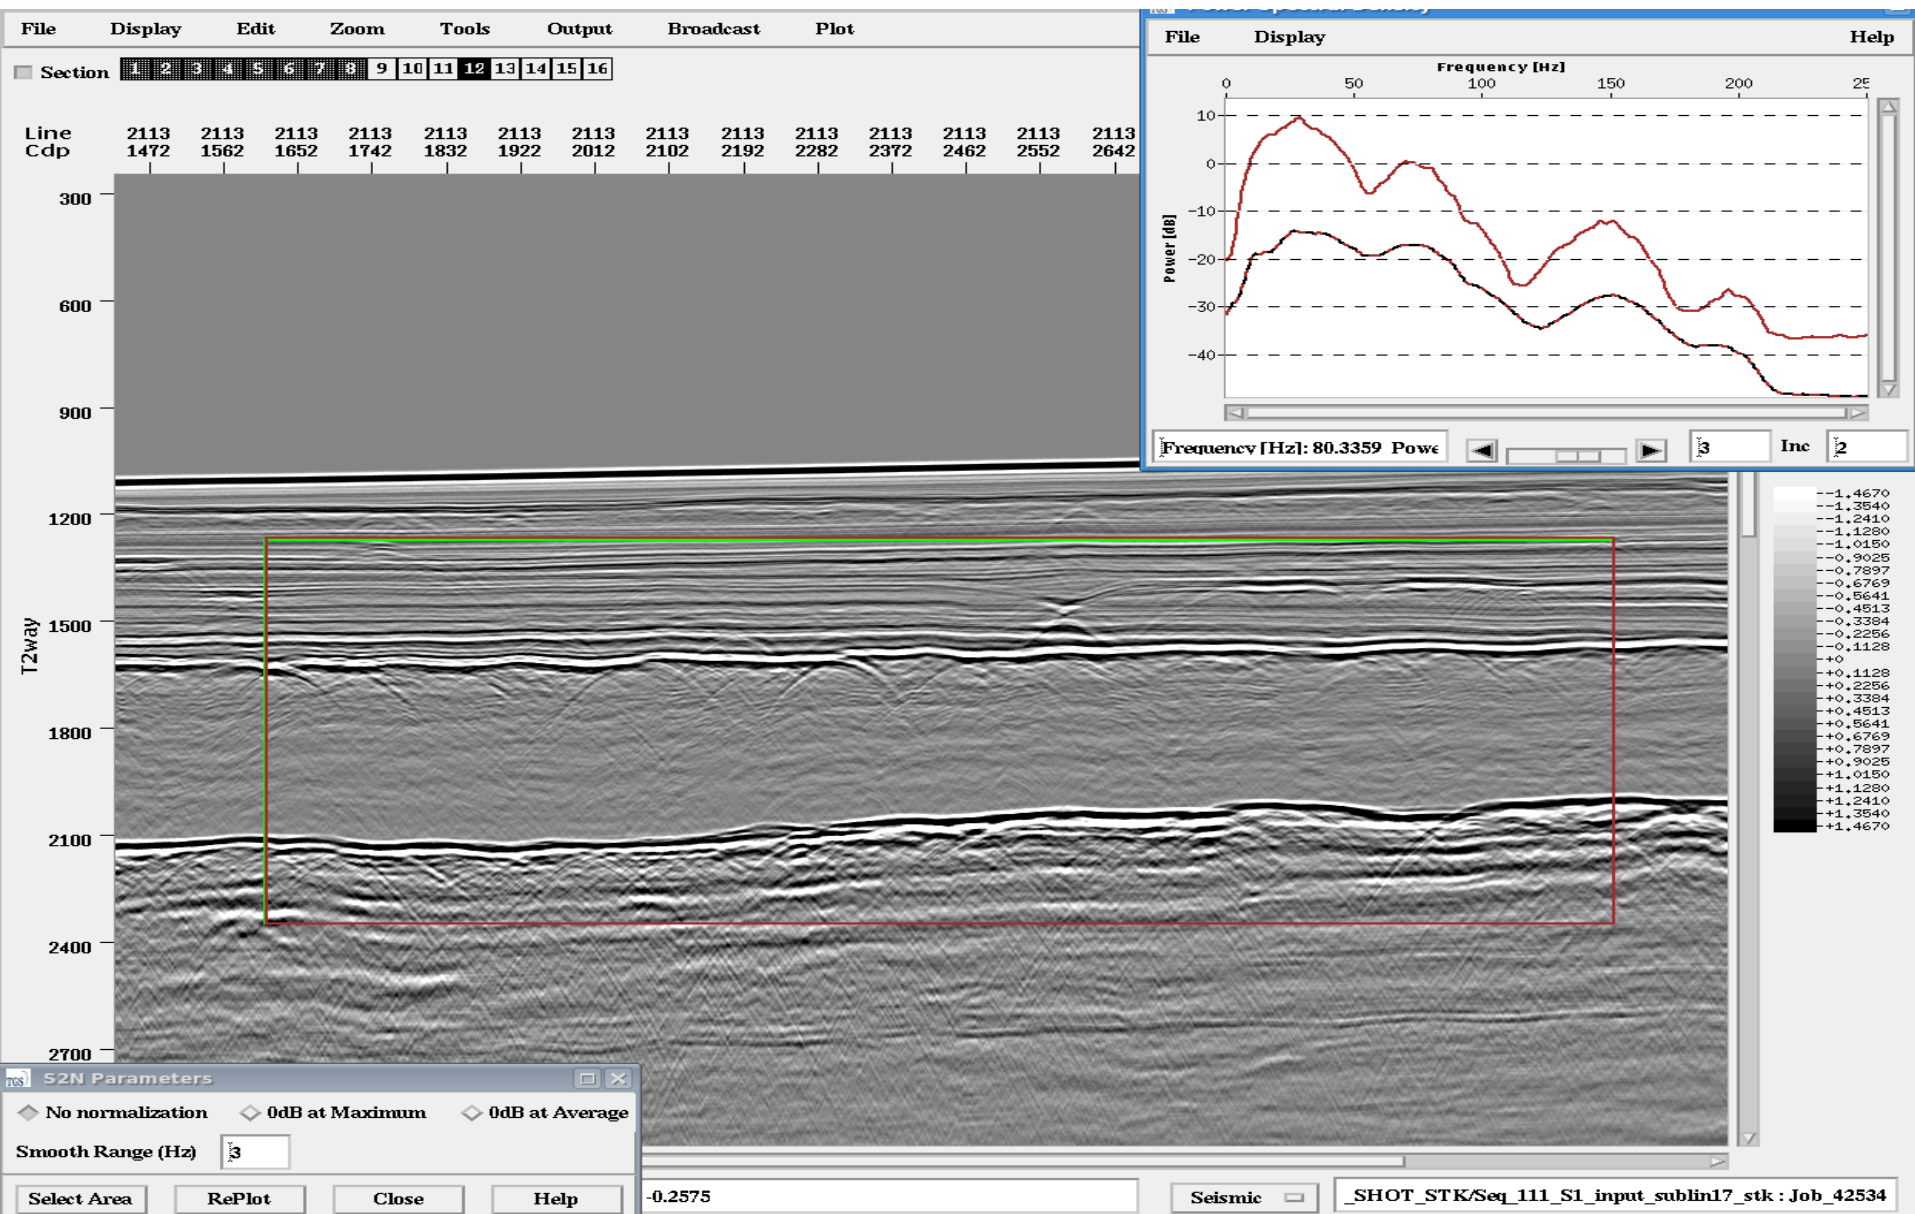 File Display Edit Zoom Tools Output Broadcast Plot
Section 1 2 3 4 5 6 7 8 9 10 11 12 13 14 15 16
Line 2113 2113 2113 2113 2113 2113 2113 2113 2113 2113 2113 2113 2113 2113
Cdp 1472 1562 1652 1742 1832 1922 2012 2102 2192 2282 2372 2462 2552 2642
T2way
300
600
900
1200
1500
1800
2100
2400
2700
TGS Power Spectral Density
File Display Help
Frequency [Hz]
0 50 100 150 200 25
Power [dB]
10
0
-10
-20
-30
-40
Frequency [Hz]: 80.3359 Powe
3 Inc 2
--1.4670
--1.3540
--1.2410
--1.1280
--1.0150
--0.9025
--0.7897
--0.6769
--0.5641
--0.4513
--0.3384
--0.2256
--0.1128
-+0
-+0.1128
-+0.2256
-+0.3384
-+0.4513
-+0.5641
-+0.6769
-+0.7897
-+0.9025
-+1.0150
-+1.1280
-+1.2410
-+1.3540
-+1.4670
TGS S2N Parameters
No normalization 0dB at Maximum 0dB at Average
Smooth Range (Hz) 3
Select Area RePlot Close Help
-0.2575
Seismic
_SHOT_STK/Seq_111_S1_input_sublin17_stk : Job_42534